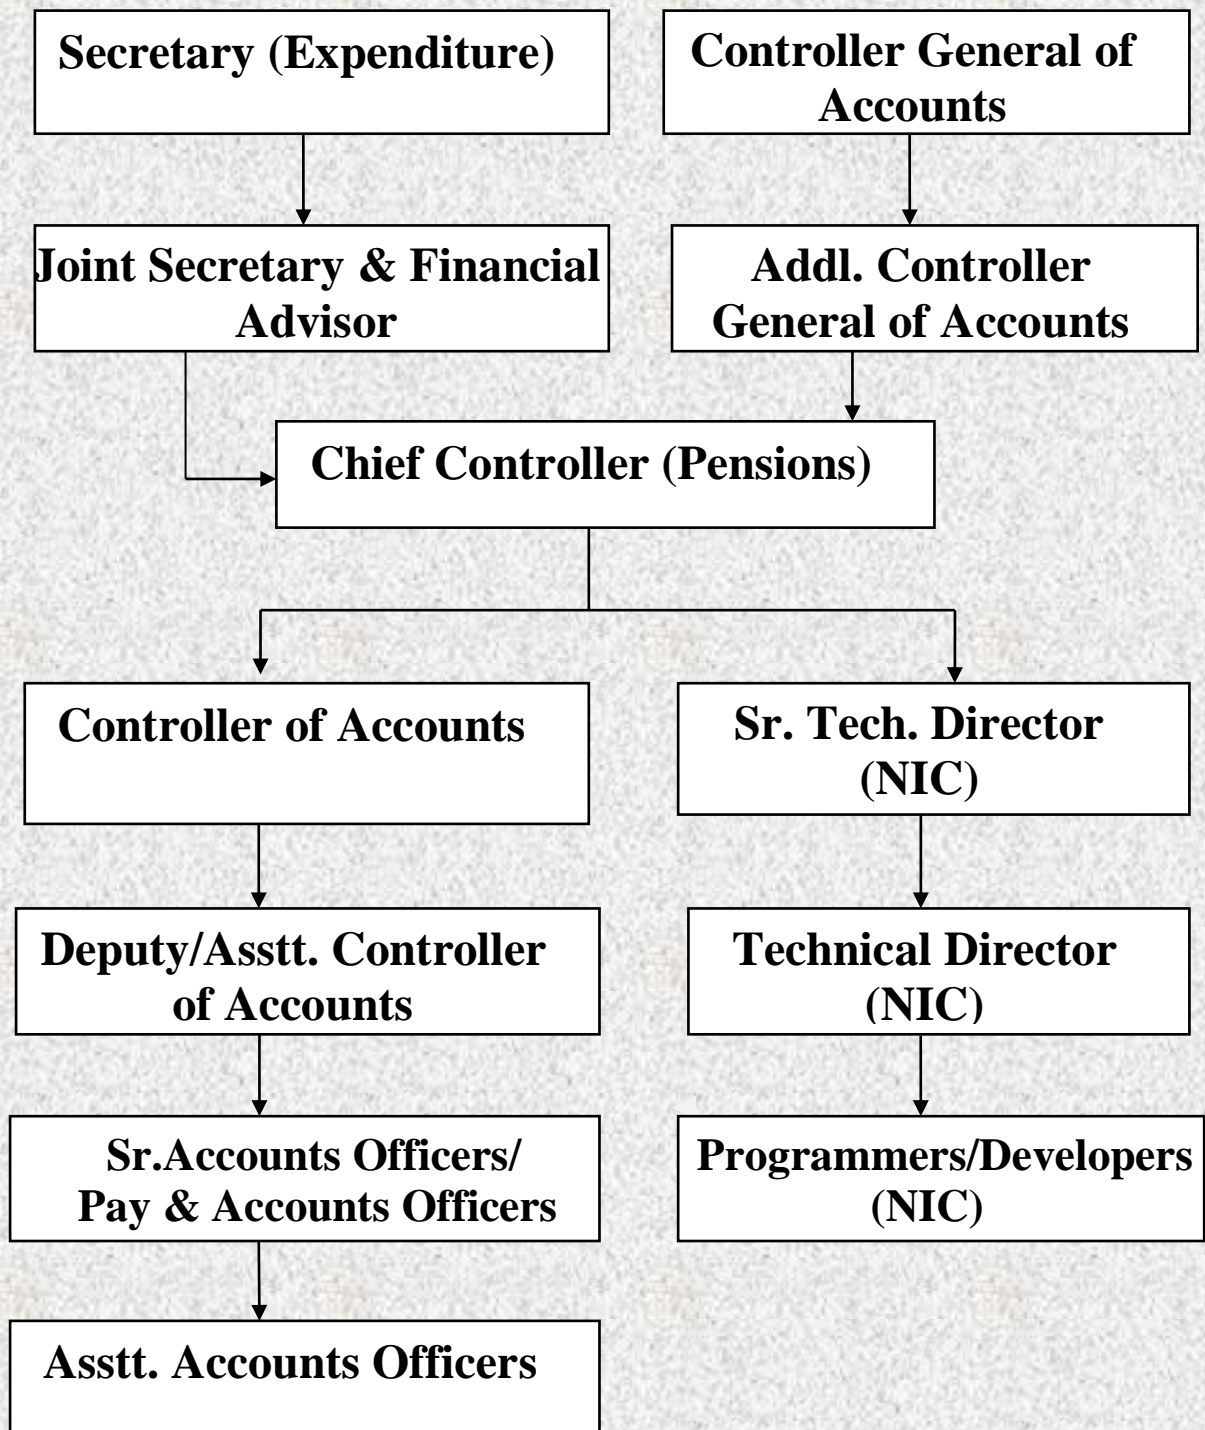 Secretary (Expenditure)
Controller General of
Accounts
Joint Secretary & Financial
Advisor
Addl. Controller
General of Accounts
Chief Controller (Pensions)
Controller of Accounts
Sr. Tech. Director
(NIC)
Deputy/Asstt. Controller
of Accounts
Technical Director
(NIC)
Sr.Accounts Officers/
Pay & Accounts Officers
Programmers/Developers
(NIC)
Asstt. Accounts Officers